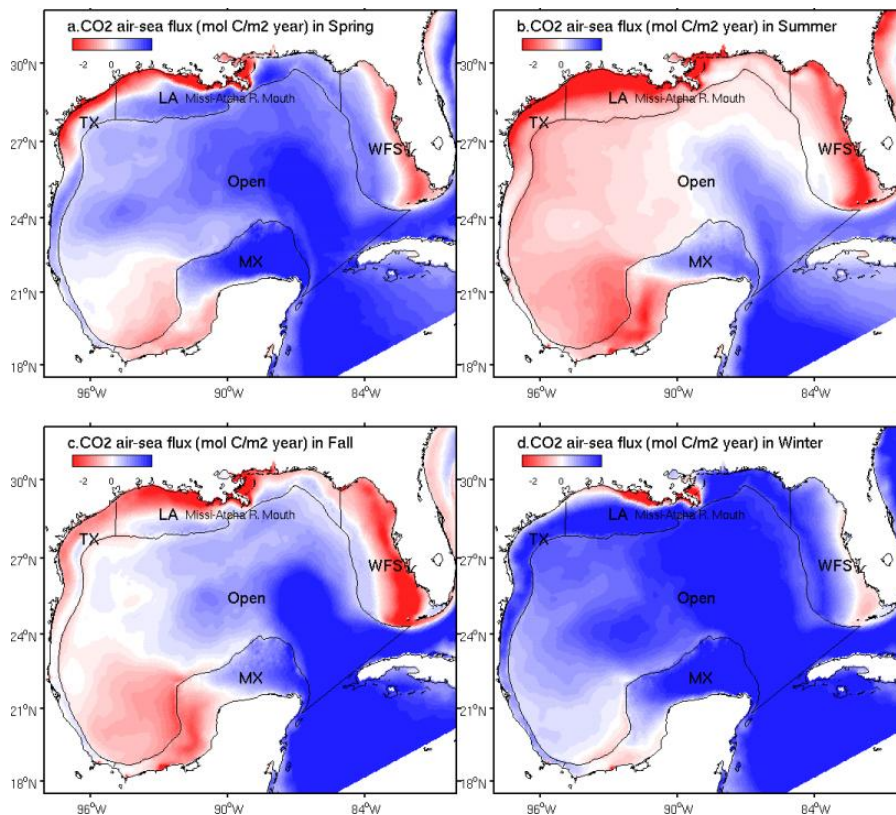 a.CO2 air-sea flux (mol C/m2 year) in Spring
-2 0 2
30°N
27°N
24°N
21°N
18°N
96°W 90°W 84°W
LA Missi-Atcha R. Mouth
TX
WFS
Open
MX
b.CO2 air-sea flux (mol C/m2 year) in Summer
-2 0 2
30°N
27°N
24°N
21°N
18°N
96°W 90°W 84°W
LA Missi-Atcha R. Mouth
TX
WFS
Open
MX
c.CO2 air-sea flux (mol C/m2 year) in Fall
-2 0 2
30°N
27°N
24°N
21°N
18°N
96°W 90°W 84°W
LA Missi-Atcha R. Mouth
TX
WFS
Open
MX
d.CO2 air-sea flux (mol C/m2 year) in Winter
-2 0 2
30°N
27°N
24°N
21°N
18°N
96°W 90°W 84°W
LA Missi-Atcha R. Mouth
TX
WFS
Open
MX